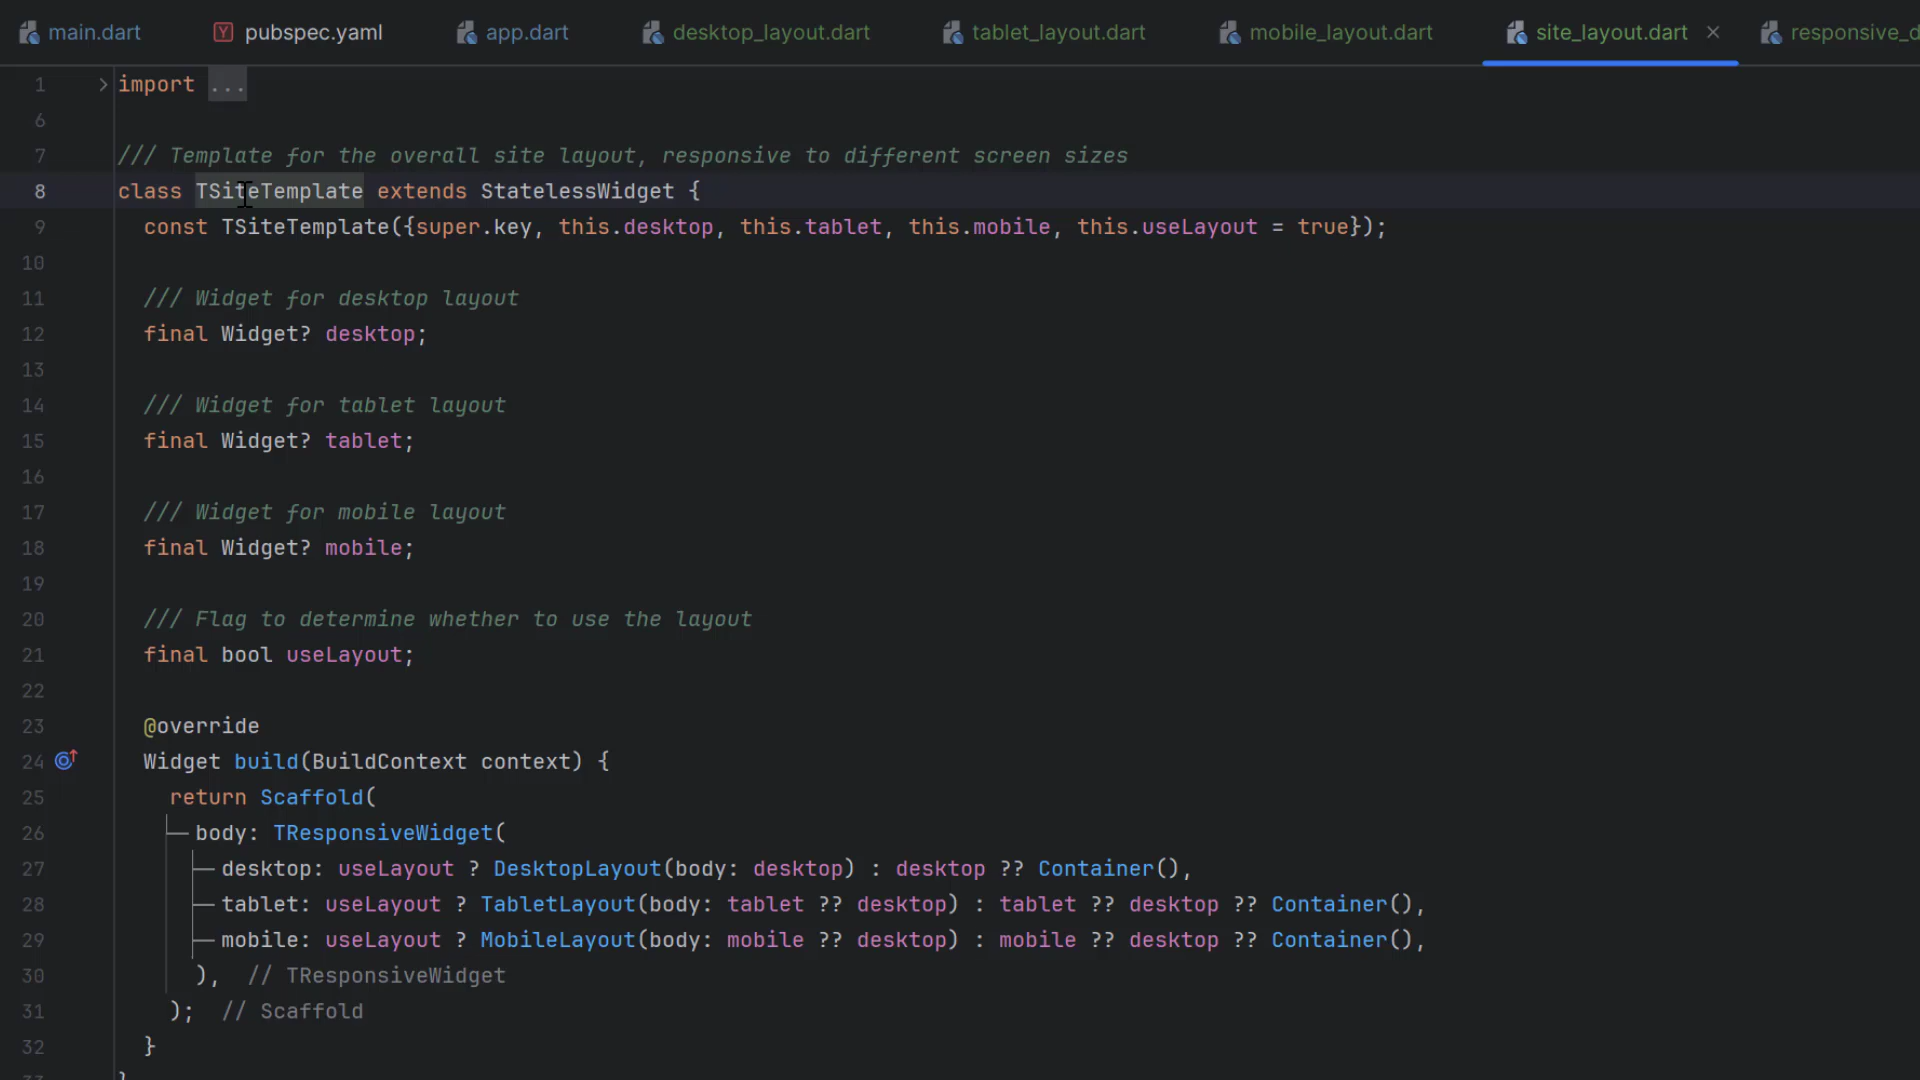 main.dart pubspec.yaml app.dart desktop_layout.dart tablet_layout.dart mobile_layout.dart site_layout.dart × responsive_d
1 import ...
6
7 /// Template for the overall site layout, responsive to different screen sizes
8 class TSiteTemplate extends StatelessWidget {
9 const TSiteTemplate({super.key, this.desktop, this.tablet, this.mobile, this.useLayout = true});
10
11 /// Widget for desktop layout
12 final Widget? desktop;
13
14 /// Widget for tablet layout
15 final Widget? tablet;
16
17 /// Widget for mobile layout
18 final Widget? mobile;
19
20 /// Flag to determine whether to use the layout
21 final bool useLayout;
22
23 @override
24 Widget build(BuildContext context) {
25 return Scaffold(
26 body: TResponsiveWidget(
27 desktop: useLayout ? DesktopLayout(body: desktop) : desktop ?? Container(),
28 tablet: useLayout ? TabletLayout(body: tablet ?? desktop) : tablet ?? desktop ?? Container(),
29 mobile: useLayout ? MobileLayout(body: mobile ?? desktop) : mobile ?? desktop ?? Container(),
30 ), // TResponsiveWidget
31 ); // Scaffold
32 }
33 }